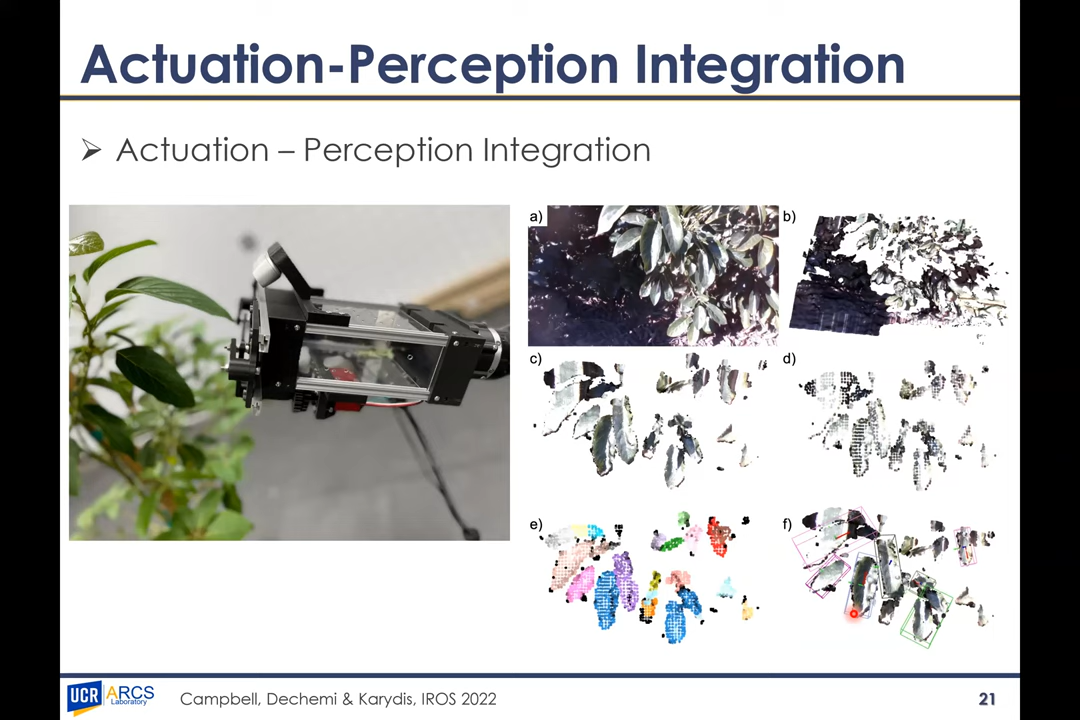 Actuation-Perception Integration
➢ Actuation – Perception Integration
a)
b)
c)
d)
e)
f)
UCR ARCS Laboratory
Campbell, Dechemi & Karydis, IROS 2022
21